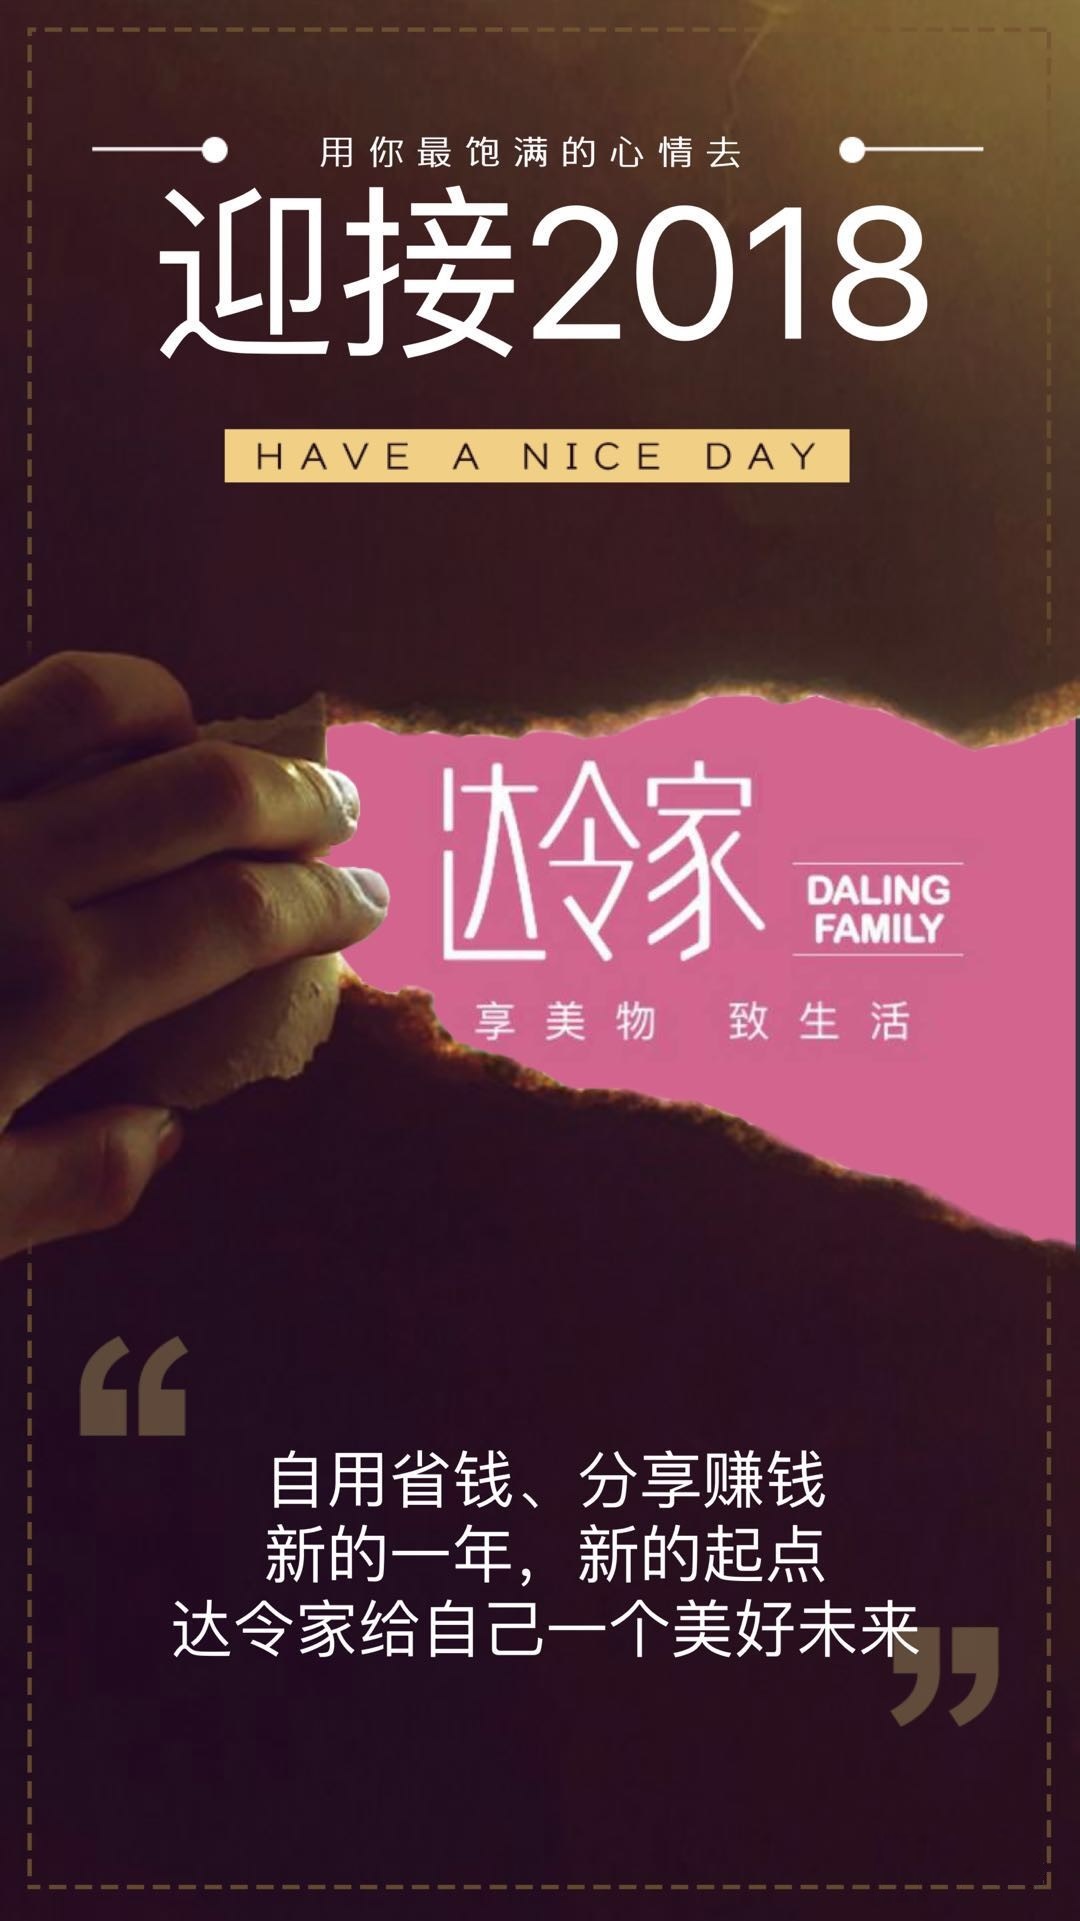 用你最饱满的心情去
迎接2018
HAVE A NICE DAY
达令家
DALING
FAMILY
享美物 致生活
“
自用省钱、分享赚钱
新的一年，新的起点
达令家给自己一个美好未来
”